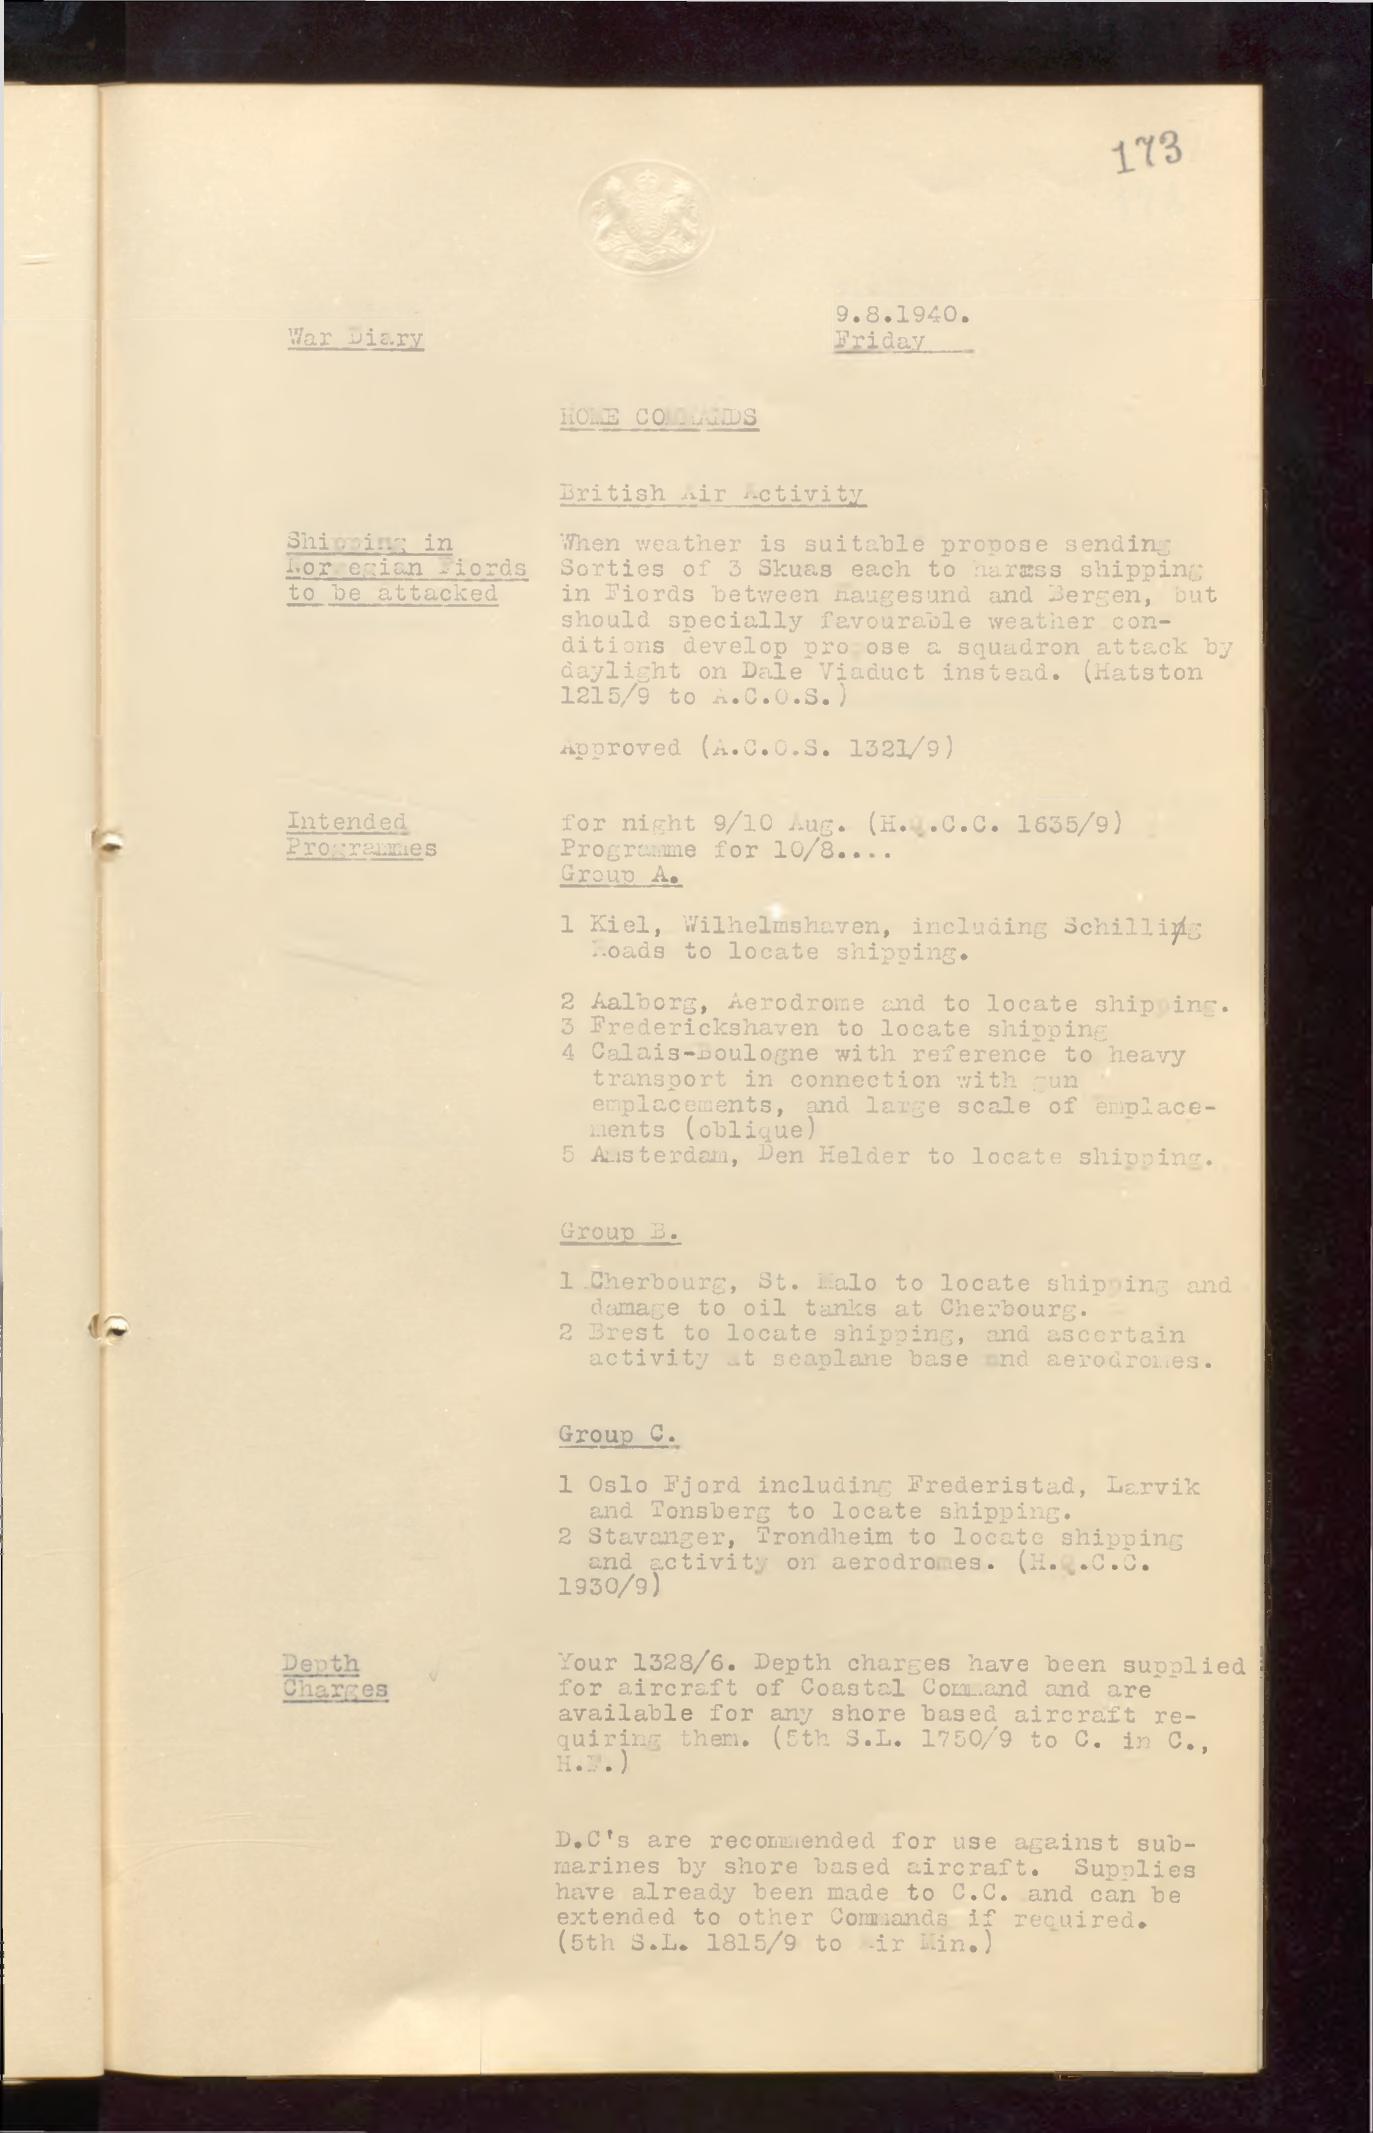 173
9.8.1940.
War Diary
Friday
HOME COMMANDS
British Air Activity
Shipping in
Norwegian Fiords
to be attacked
When weather is suitable propose sending
Sorties of 3 Skuas each to harass shipping
in Fiords between Haugesund and Bergen, but
should specially favourable weather con-
ditions develop propose a squadron attack by
daylight on Dale Viaduct instead. (Hatston
1215/9 to A.C.O.S.)
Approved (A.C.O.S. 1321/9)
Intended
Programmes
for night 9/10 Aug. (H.Q.C.C. 1635/9)
Programme for 10/8....
Group A.
1 Kiel, Wilhelmshaven, including Schillig
Roads to locate shipping.
2 Aalborg, Aerodrome and to locate shipping.
3 Frederickshaven to locate shipping
4 Calais-Boulogne with reference to heavy
transport in connection with gun
emplacements, and large scale of emplace-
ments (oblique)
5 Amsterdam, Den Helder to locate shipping.
Group B.
1 Cherbourg, St. Malo to locate shipping and
damage to oil tanks at Cherbourg.
2 Brest to locate shipping, and ascertain
activity at seaplane base and aerodromes.
Group C.
1 Oslo Fjord including Frederistad, Larvik
and Tonsberg to locate shipping.
2 Stavanger, Trondheim to locate shipping
and activity on aerodromes. (H.Q.C.C.
1930/9)
Depth
Charges
Your 1328/6. Depth charges have been supplied
for aircraft of Coastal Command and are
available for any shore based aircraft re-
quiring them. (5th S.L. 1750/9 to C. in C.,
H.F.)
D.C's are recommended for use against sub-
marines by shore based aircraft. Supplies
have already been made to C.C. and can be
extended to other Commands if required.
(5th S.L. 1815/9 to Air Min.)